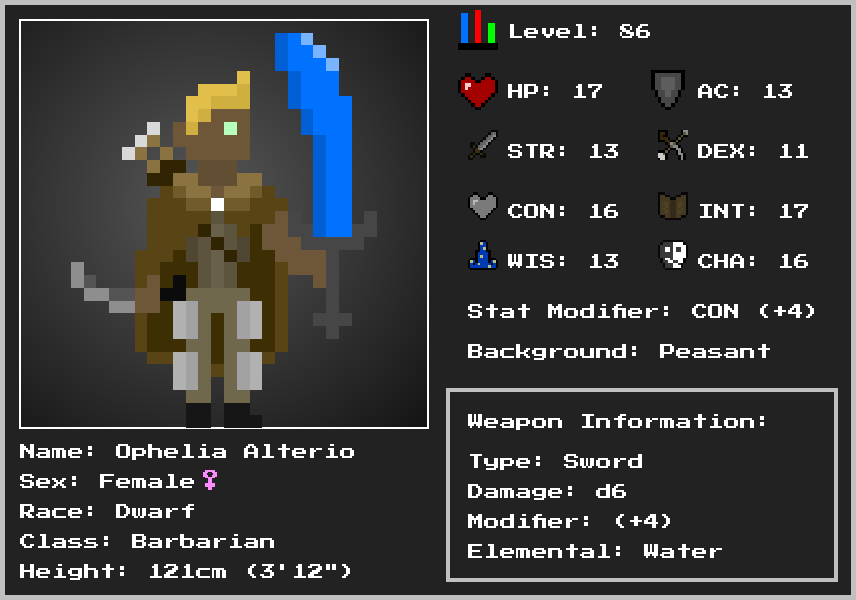 Level: 86
HP: 17
AC: 13
STR: 13
DEX: 11
CON: 16
INT: 17
WIS: 13
CHA: 16
Stat Modifier: CON (+4)
Background: Peasant
Weapon Information:
Type: Sword
Damage: d6
Modifier: (+4)
Elemental: Water
Name: Ophelia Alterio
Sex: Female♀
Race: Dwarf
Class: Barbarian
Height: 121cm (3'12")